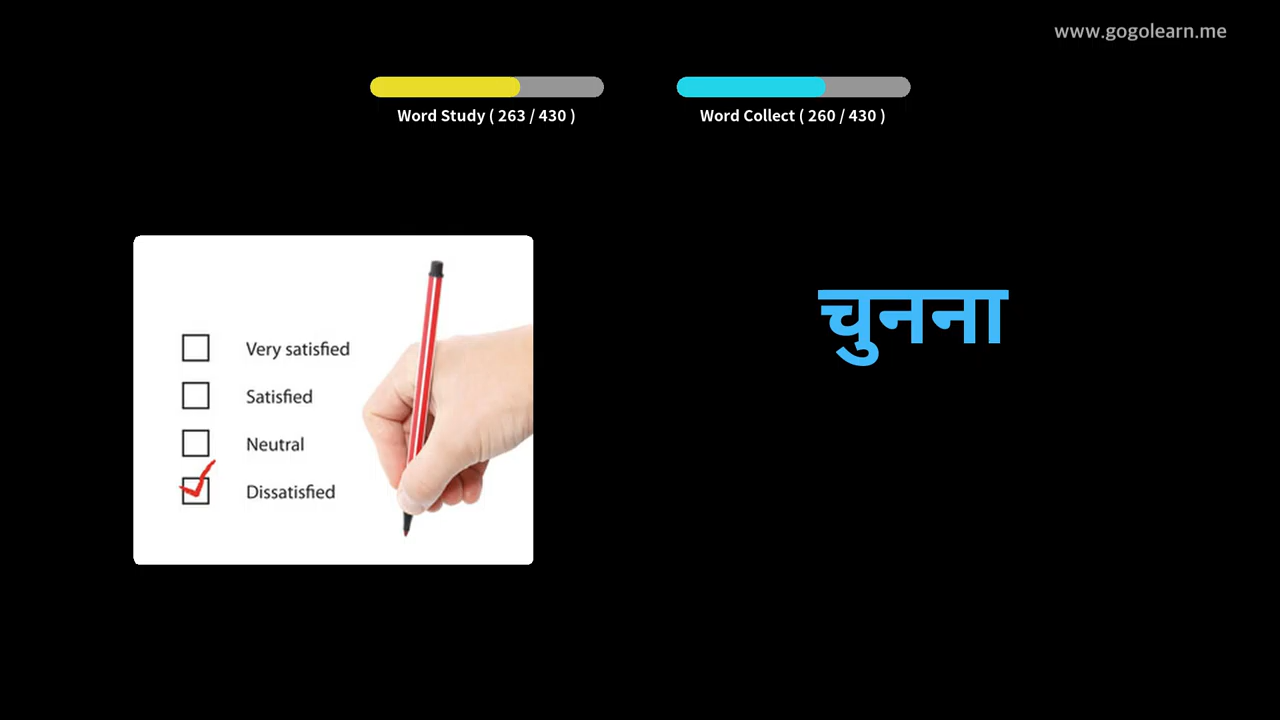 www.gogolearn.me
Word Study ( 263 / 430 )
Word Collect ( 260 / 430 )
Very satisfied
Satisfied
Neutral
Dissatisfied
चुनना